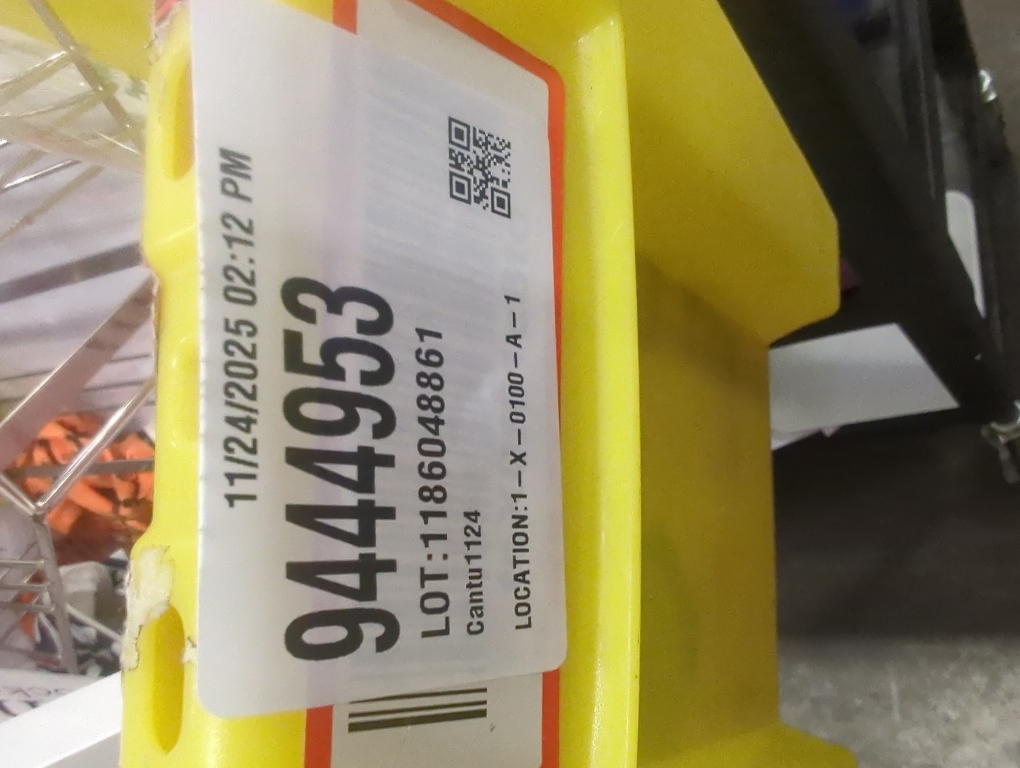 11/24/2025 02:12 PM
9444953
LOT:1186048861
Cantu1124
LOCATION:1-X-0100-A-1